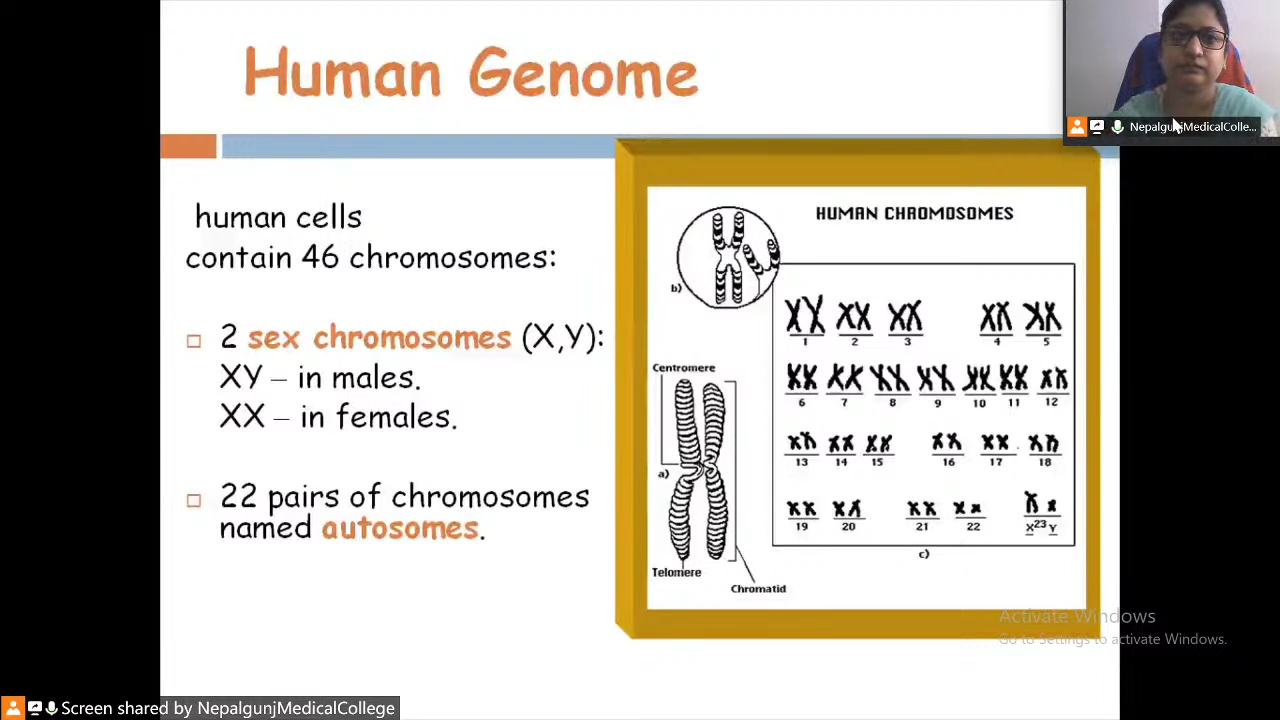 Human Genome
NepalgunjMedicalColle...
human cells
contain 46 chromosomes:
2 sex chromosomes (X,Y):
XY – in males.
XX – in females.
22 pairs of chromosomes
named autosomes.
HUMAN CHROMOSOMES
b)
1 2 3 4 5
Centromere
6 7 8 9 10 11 12
a)
13 14 15 16 17 18
19 20 21 22 X 23 Y
c)
Telomere
Chromatid
Activate Windows
Go to Settings to activate Windows.
Screen shared by NepalgunjMedicalCollege